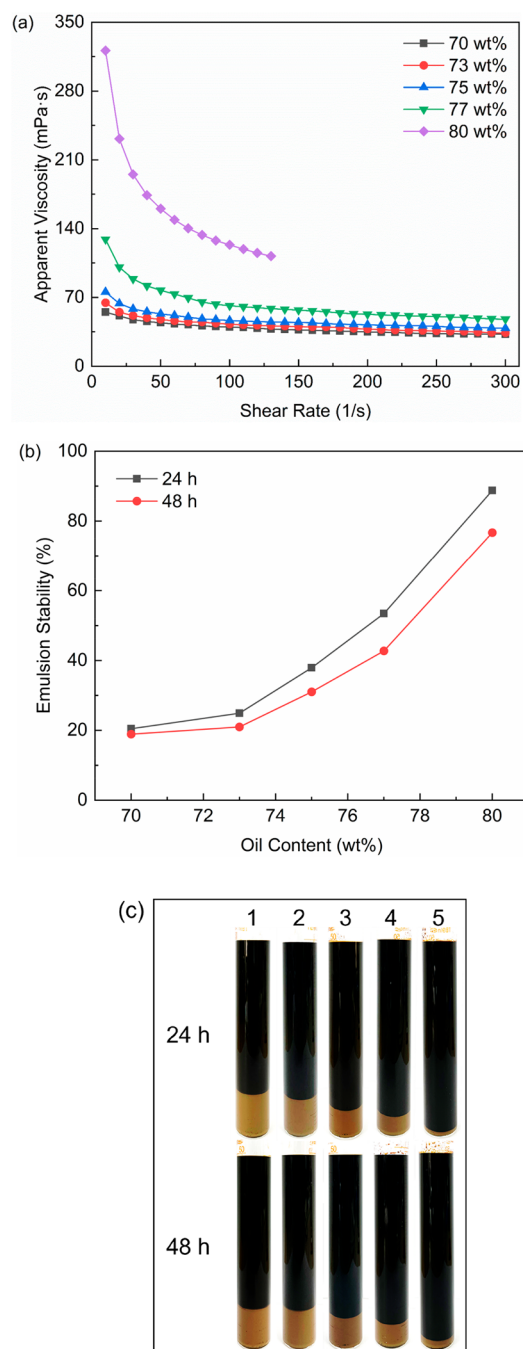 (a)
350
280
210
140
70
0
Apparent Viscosity (mPa·s)
70 wt%
73 wt%
75 wt%
77 wt%
80 wt%
0 50 100 150 200 250 300
Shear Rate (1/s)
(b)
100
80
60
40
20
0
Emulsion Stability (%)
24 h
48 h
70 72 74 76 78 80
Oil Content (wt%)
(c)
1 2 3 4 5
24 h
48 h